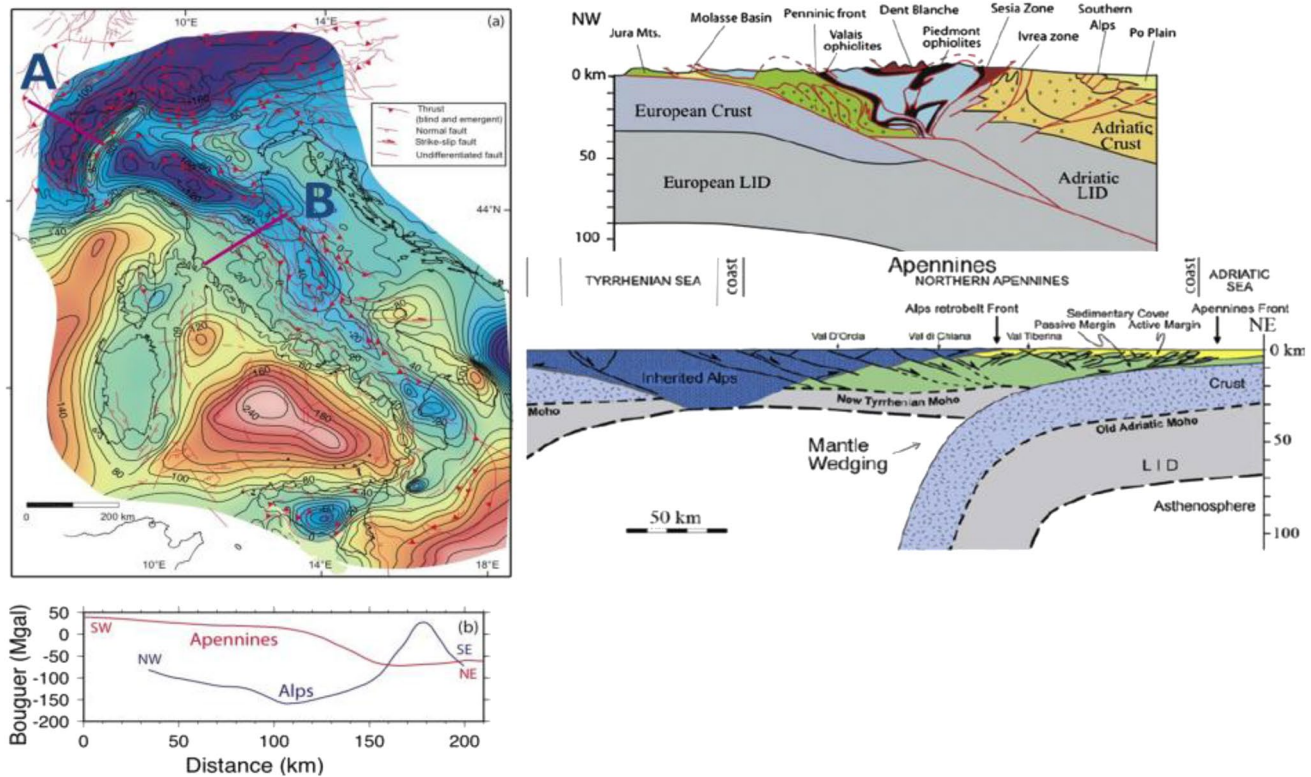 10°E
14°E
(a)
A
B
Thrust
(blind and emergent)
Normal fault
Strike-slip fault
Undifferentiated fault
44°N
140
120
240
180
160
140
100
80
60
80
0
200 km
10°E
14°E
18°E
NW
Jura Mts.
Molasse Basin
Penninic front
Valais
ophiolites
Dent Blanche
Piedmont
ophiolites
Sesia Zone
Ivrea zone
Southern
Alps
Po Plain
0 km
50
100
European Crust
European LID
Adriatic
Crust
Adriatic
LID
TYRRHENIAN SEA
coast
Apennines
NORTHERN APENNINES
coast
ADRIATIC
SEA
Alps retrobelt Front
Sedimentary Cover
Passive Margin
Active Margin
Apennines Front
NE
Val D'Orcia
Val di Chiana
Val Tiberina
0 km
50
100
Inherited Alps
Moho
New Tyrrhenian Moho
Crust
Old Adriatic Moho
Mantle
Wedging
LID
Asthenosphere
50 km
Bouguer (Mgal)
50
0
-50
-100
-150
-200
SW
Apennines
NW
Alps
(b)
SE
NE
0
50
100
150
200
Distance (km)